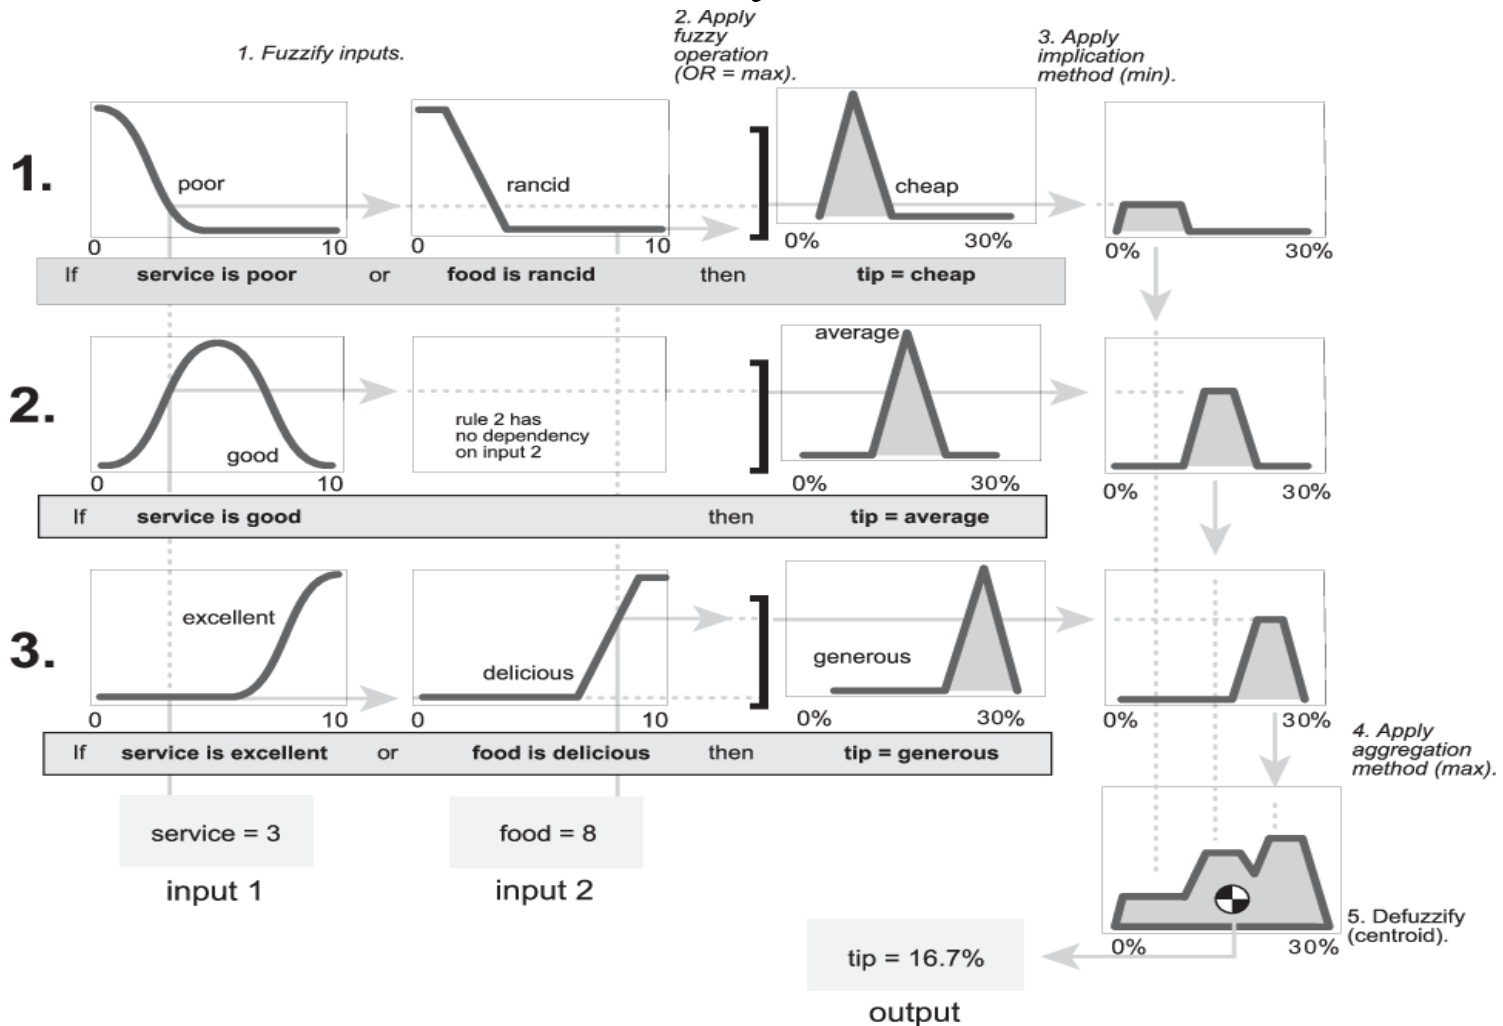 1. Fuzzify inputs.
2. Apply
fuzzy
operation
(OR = max).
3. Apply
implication
method (min).
1.
poor
rancid
cheap
0 10
0 10
0% 30%
0% 30%
If service is poor or food is rancid then tip = cheap
2.
average
good
rule 2 has
no dependency
on input 2
0 10
0% 30%
0% 30%
If service is good then tip = average
3.
excellent
delicious
generous
0 10
0 10
0% 30%
0% 30%
If service is excellent or food is delicious then tip = generous
4. Apply
aggregation
method (max).
service = 3
food = 8
input 1
input 2
0% 30%
5. Defuzzify
(centroid).
tip = 16.7%
output